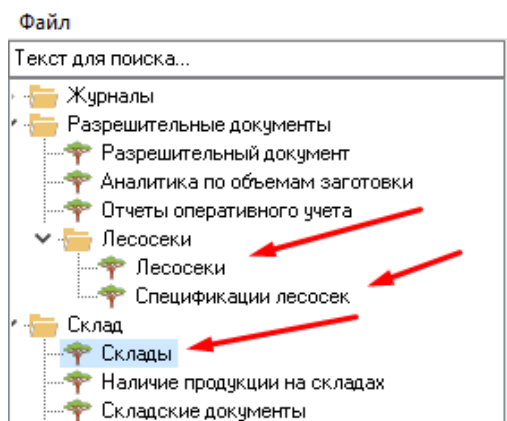 Файл
Текст для поиска...
Журналы
Разрешительные документы
Разрешительный документ
Аналитика по объемам заготовки
Отчеты оперативного учета
Лесосеки
Лесосеки
Спецификации лесосек
Склад
Склады
Наличие продукции на складах
Складские документы